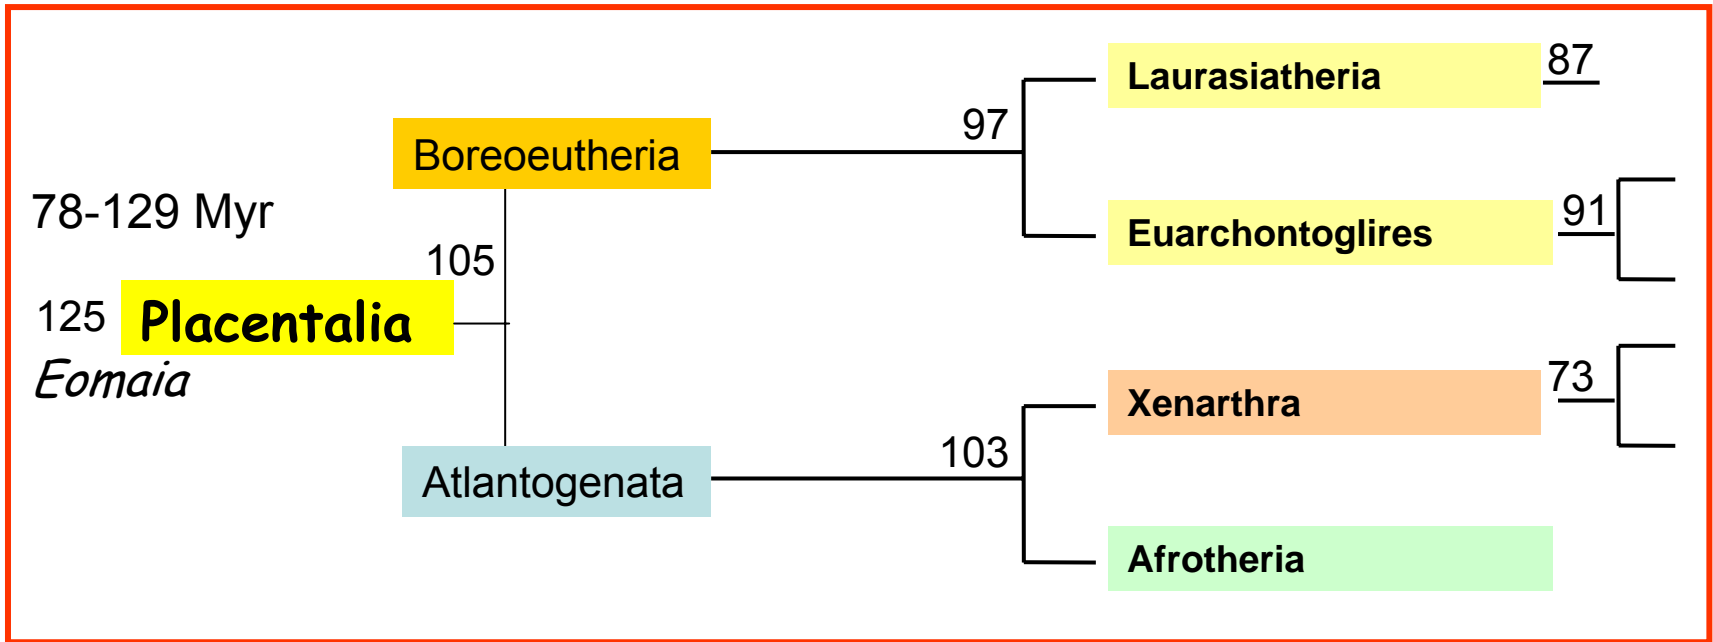 78-129 Myr
125 Placentalia
Eomaia
105
Boreoeutheria
Atlantogenata
97
103
Laurasiatheria
87
Euarchontoglires
91
Xenarthra
73
Afrotheria